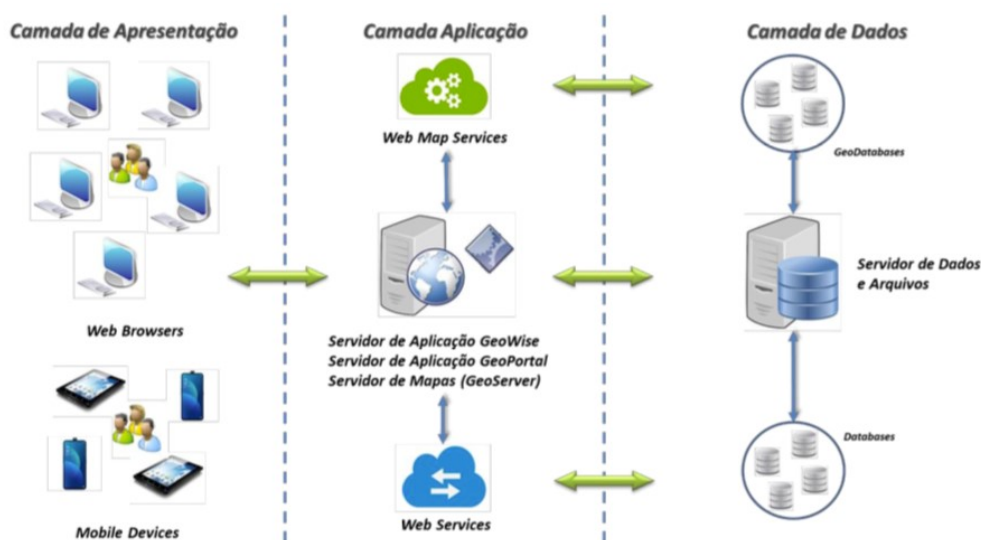 Camada de Apresentação
Camada Aplicação
Camada de Dados
Web Map Services
GeoDatabases
Servidor de Dados
e Arquivos
Web Browsers
Servidor de Aplicação GeoWise
Servidor de Aplicação GeoPortal
Servidor de Mapas (GeoServer)
Databases
Web Services
Mobile Devices